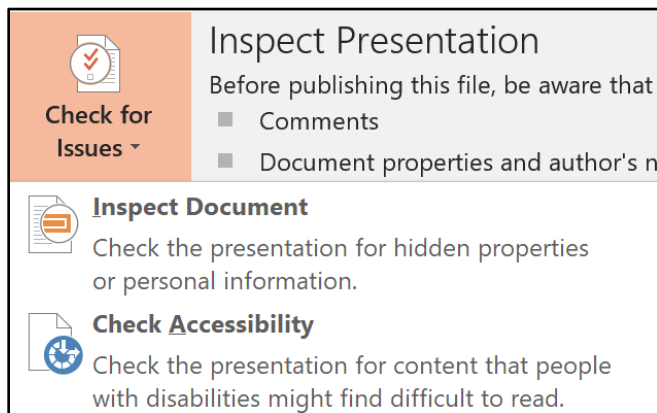 Check for
Issues
Inspect Presentation
Before publishing this file, be aware that
Comments
Document properties and author's
Inspect Document
Check the presentation for hidden properties
or personal information.
Check Accessibility
Check the presentation for content that people
with disabilities might find difficult to read.